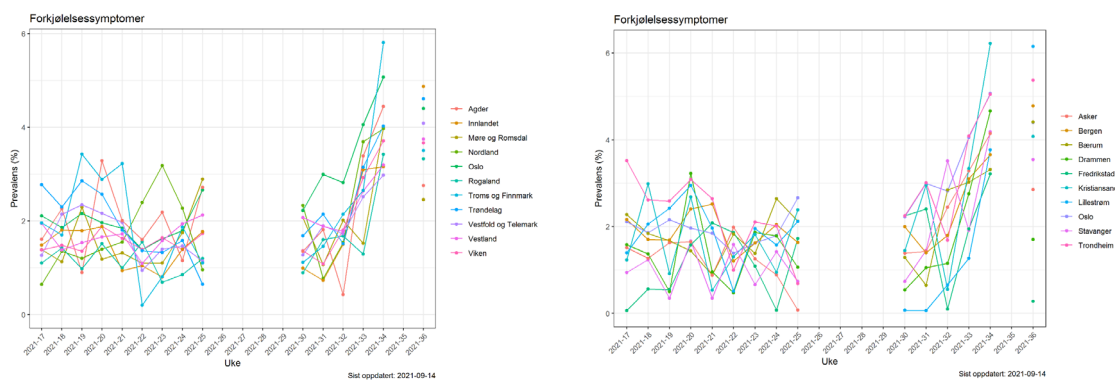 Forkjølelsessymptomer
6
4
2
0
Prevalens (%)
2021-17
2021-18
2021-19
2021-20
2021-21
2021-22
2021-23
2021-24
2021-25
2021-26
2021-27
2021-28
2021-29
2021-30
2021-31
2021-32
2021-33
2021-34
2021-35
2021-36
Uke
Sist oppdatert: 2021-09-14
Agder
Innlandet
Møre og Romsdal
Nordland
Oslo
Rogaland
Troms og Finnmark
Trøndelag
Vestfold og Telemark
Vestland
Viken
Forkjølelsessymptomer
6
4
2
0
Prevalens (%)
2021-17
2021-18
2021-19
2021-20
2021-21
2021-22
2021-23
2021-24
2021-25
2021-26
2021-27
2021-28
2021-29
2021-30
2021-31
2021-32
2021-33
2021-34
2021-35
2021-36
Uke
Sist oppdatert: 2021-09-14
Asker
Bergen
Bærum
Drammen
Fredrikstad
Kristiansand
Lillestrøm
Oslo
Stavanger
Trondheim